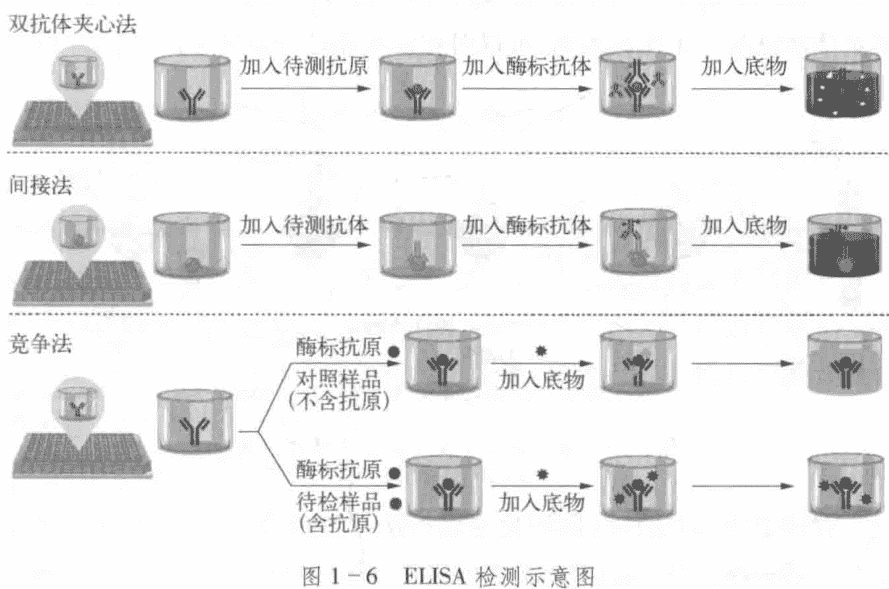 双抗体夹心法
加入待测抗原
加入酶标抗体
加入底物
间接法
加入待测抗体
加入酶标抗体
加入底物
竞争法
酶标抗原
对照样品
(不含抗原)
加入底物
酶标抗原
待检样品
(含抗原)
加入底物
图 1-6 ELISA 检测示意图